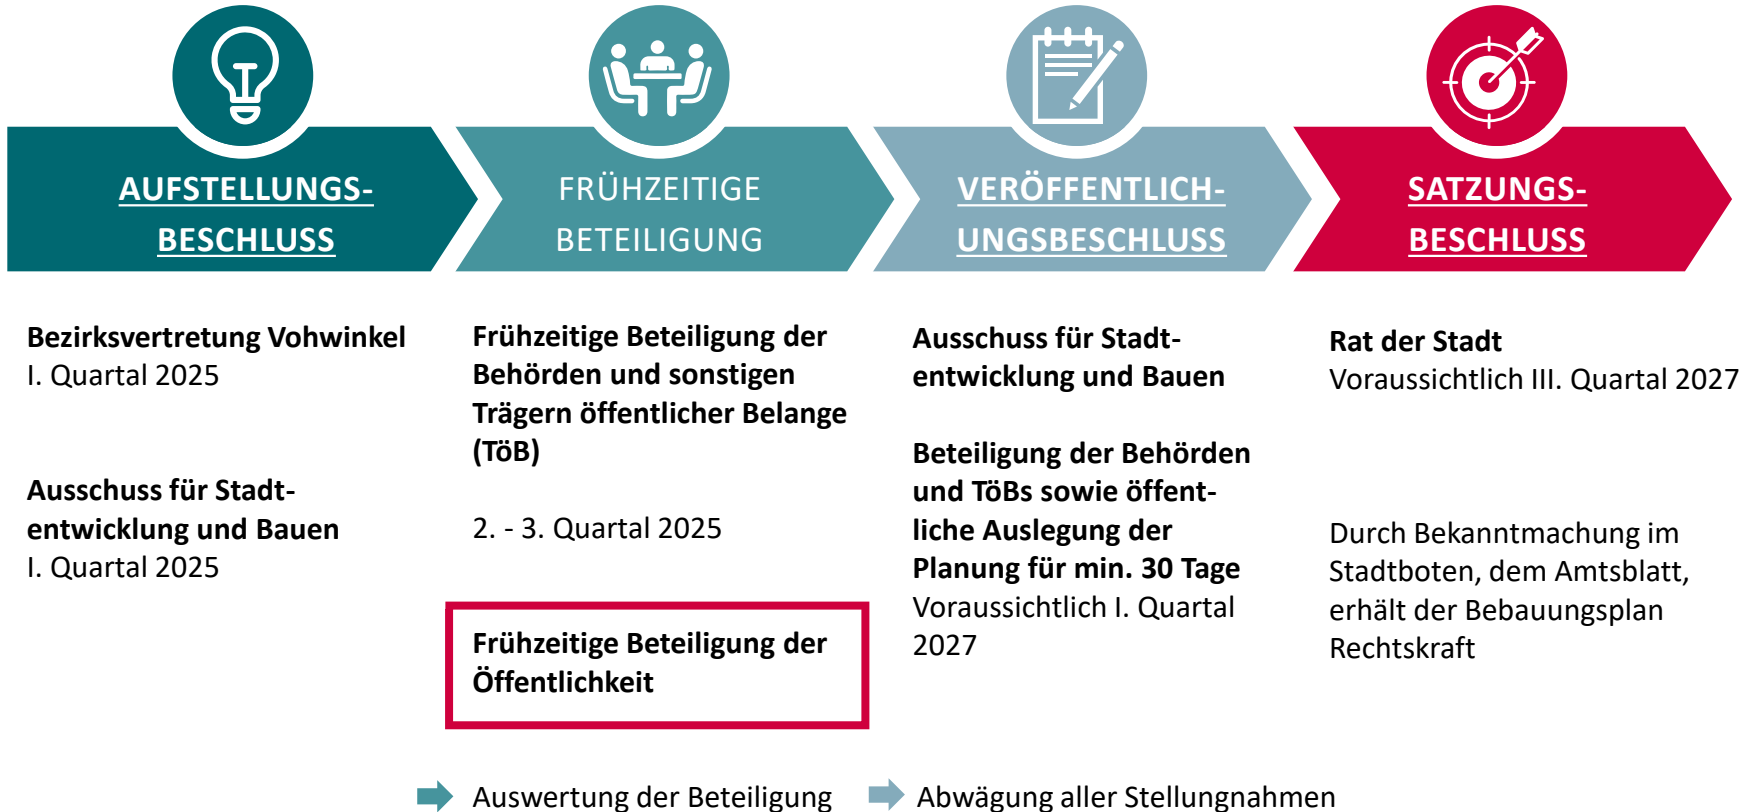 AUFSTELLUNGS-
BESCHLUSS
FRÜHZEITIGE
BETEILIGUNG
VERÖFFENTLICH-
UNGSBESCHLUSS
SATZUNGS-
BESCHLUSS
Bezirksvertretung Vohwinkel
I. Quartal 2025
Ausschuss für Stadt-
entwicklung und Bauen
I. Quartal 2025
Frühzeitige Beteiligung der
Behörden und sonstigen
Trägern öffentlicher Belange
(TöB)
2. - 3. Quartal 2025
Frühzeitige Beteiligung der
Öffentlichkeit
Ausschuss für Stadt-
entwicklung und Bauen
Beteiligung der Behörden
und TöBs sowie öffent-
liche Auslegung der
Planung für min. 30 Tage
Voraussichtlich I. Quartal
2027
Rat der Stadt
Voraussichtlich III. Quartal 2027
Durch Bekanntmachung im
Stadtboten, dem Amtsblatt,
erhält der Bebauungsplan
Rechtskraft
Auswertung der Beteiligung
Abwägung aller Stellungnahmen